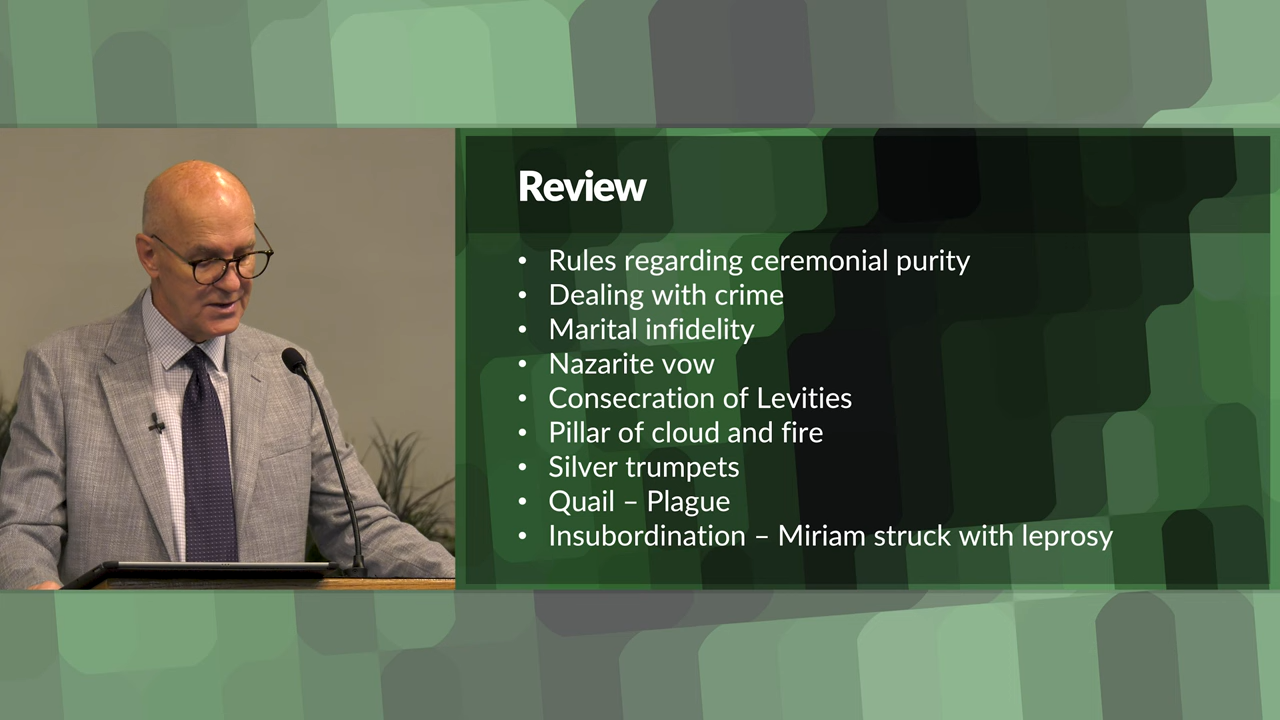 Review
• Rules regarding ceremonial purity
• Dealing with crime
• Marital infidelity
• Nazarite vow
• Consecration of Levities
• Pillar of cloud and fire
• Silver trumpets
• Quail – Plague
• Insubordination – Miriam struck with leprosy